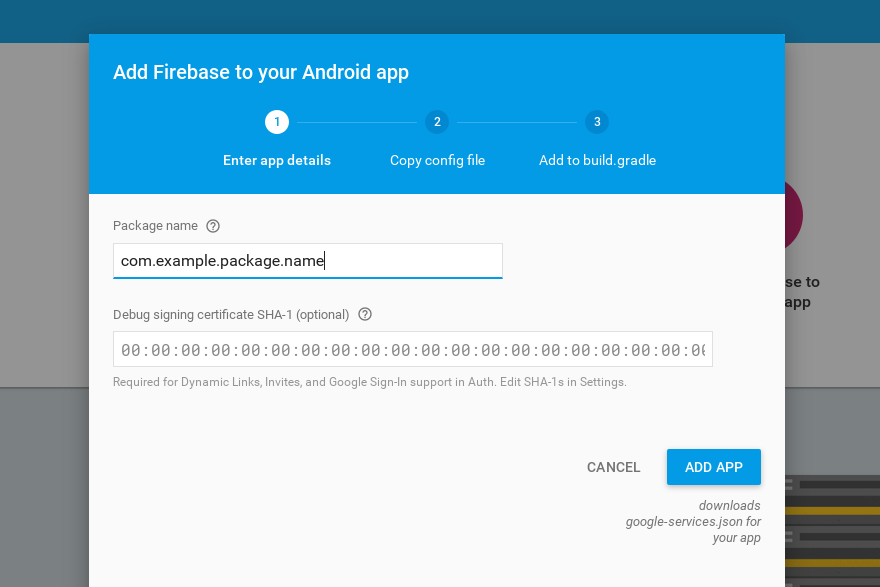 Add Firebase to your Android app
1
2
3
Enter app details
Copy config file
Add to build.gradle
Package name ?
com.example.package.name
se to
app
Debug signing certificate SHA-1 (optional) ?
00:00:00:00:00:00:00:00:00:00:00:00:00:00:00:00:00:00:00:00
Required for Dynamic Links, Invites, and Google Sign-In support in Auth. Edit SHA-1s in Settings.
CANCEL
ADD APP
downloads
google-services.json for
your app